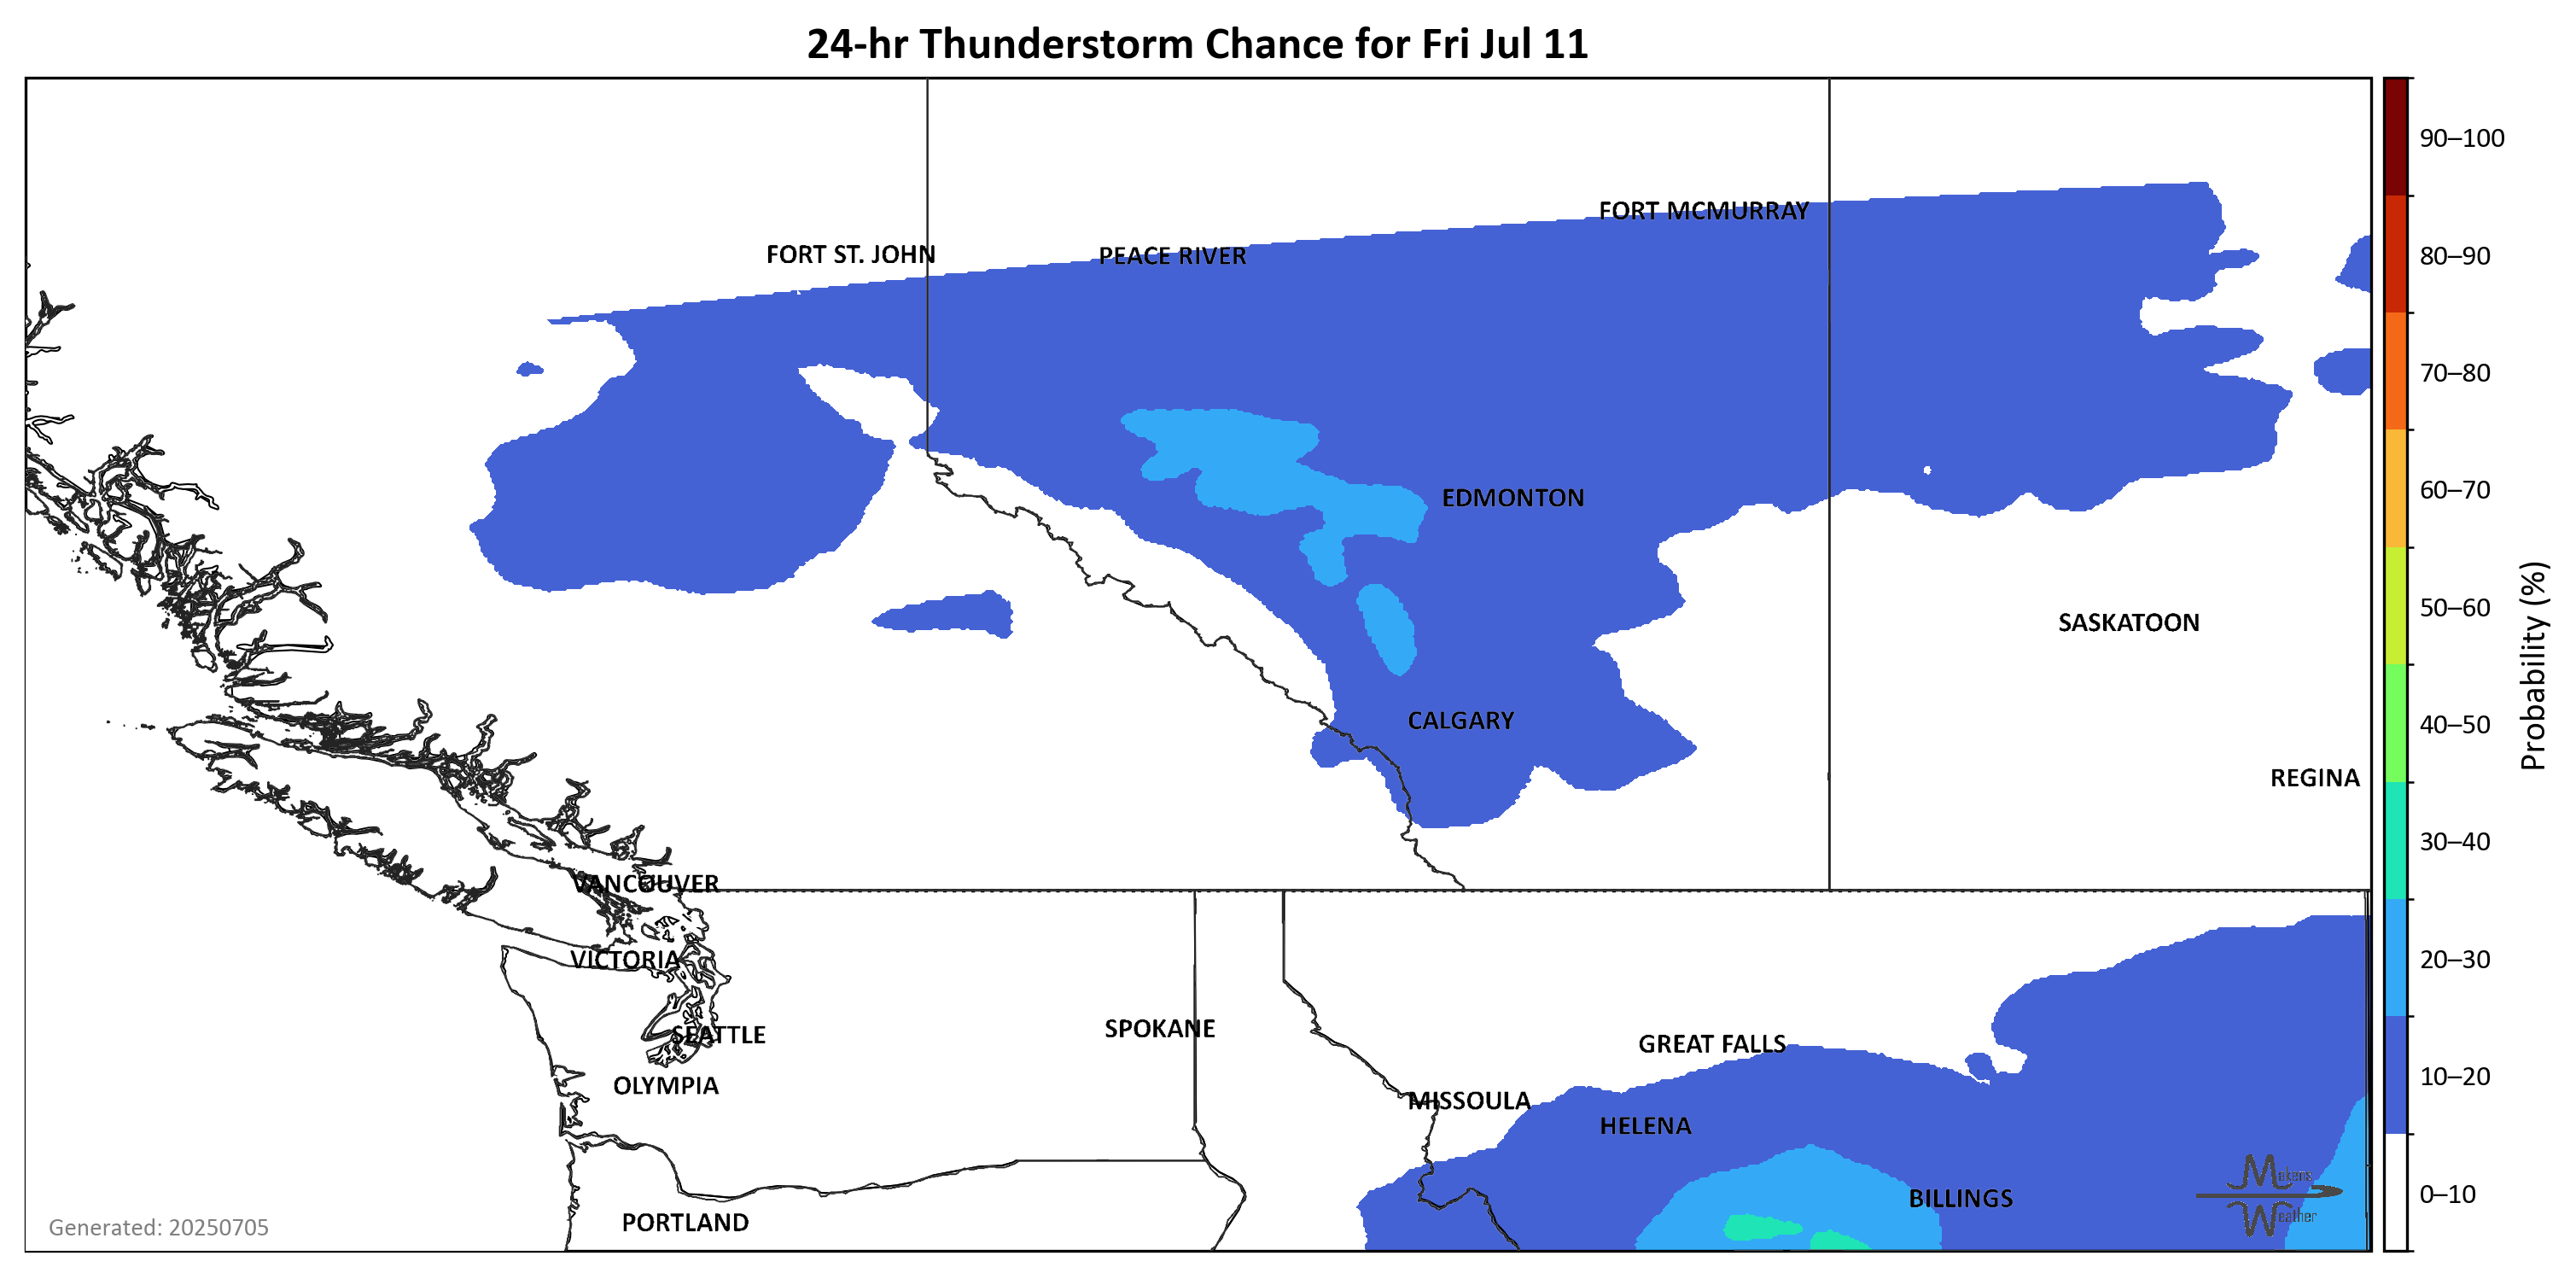 24-hr Thunderstorm Chance for Fri Jul 11
90–100
FORT MCMURRAY
FORT ST. JOHN
PEACE RIVER
80–90
70–80
EDMONTON
60–70
50–60
SASKATOON
Probability (%)
CALGARY
40–50
REGINA
30–40
VANCOUVER
VICTORIA
20–30
SEATTLE
SPOKANE
GREAT FALLS
OLYMPIA
10–20
MISSOULA
HELENA
Mekens
Weather
0–10
BILLINGS
PORTLAND
Generated: 20250705